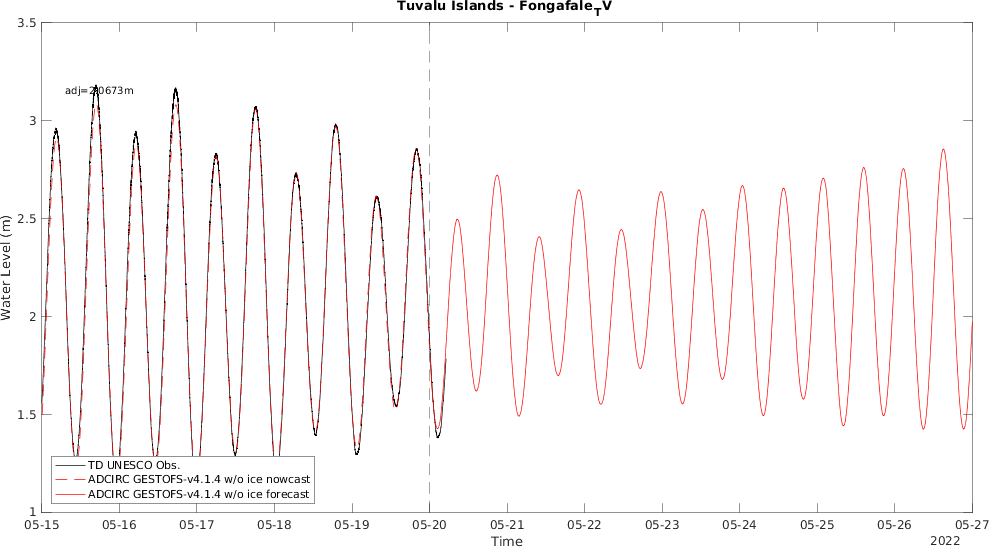 Tuvalu Islands - Fongafale_TV
adj=2.0673m
Water Level (m)
3.5
3
2.5
2
1.5
1
TD UNESCO Obs.
ADCIRC GESTOFS-v4.1.4 w/o ice nowcast
ADCIRC GESTOFS-v4.1.4 w/o ice forecast
05-15 05-16 05-17 05-18 05-19 05-20 05-21 05-22 05-23 05-24 05-25 05-26 05-27
Time
2022